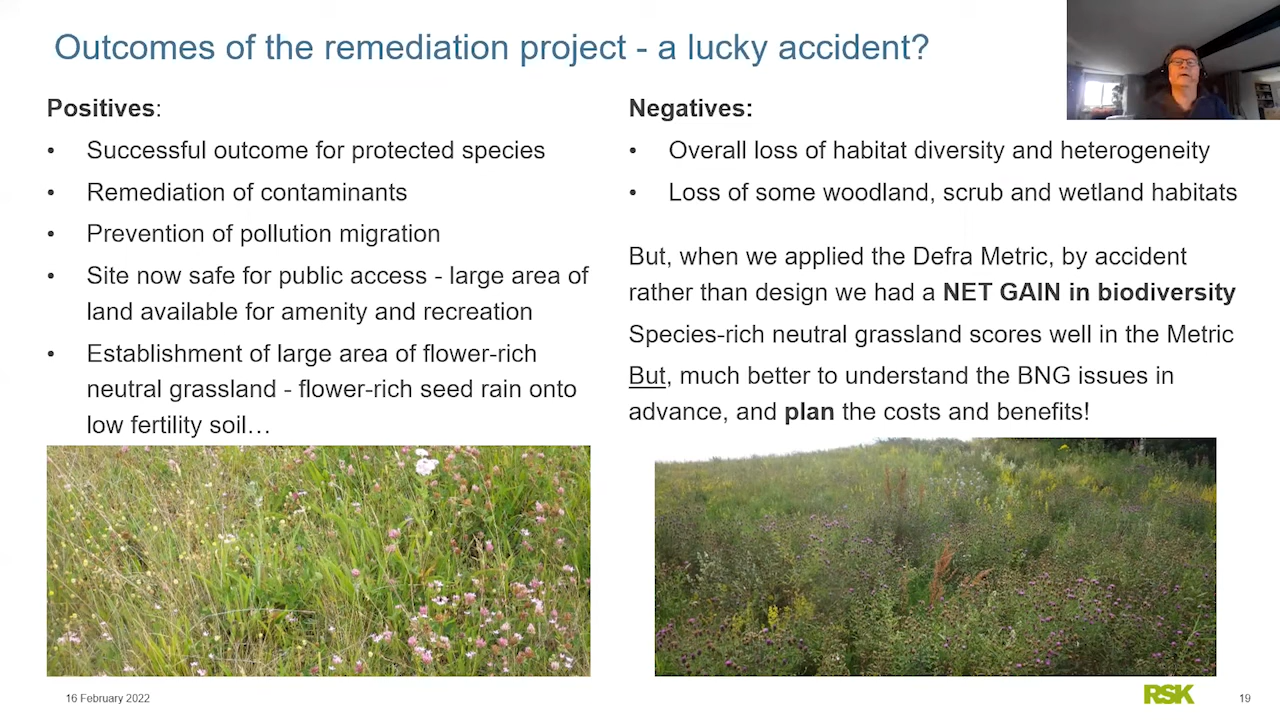 Outcomes of the remediation project - a lucky accident?
Positives:
• Successful outcome for protected species
• Remediation of contaminants
• Prevention of pollution migration
• Site now safe for public access - large area of
land available for amenity and recreation
• Establishment of large area of flower-rich
neutral grassland - flower-rich seed rain onto
low fertility soil…
Negatives:
• Overall loss of habitat diversity and heterogeneity
• Loss of some woodland, scrub and wetland habitats
But, when we applied the Defra Metric, by accident
rather than design we had a NET GAIN in biodiversity
Species-rich neutral grassland scores well in the Metric
But, much better to understand the BNG issues in
advance, and plan the costs and benefits!
16 February 2022
RSK
19